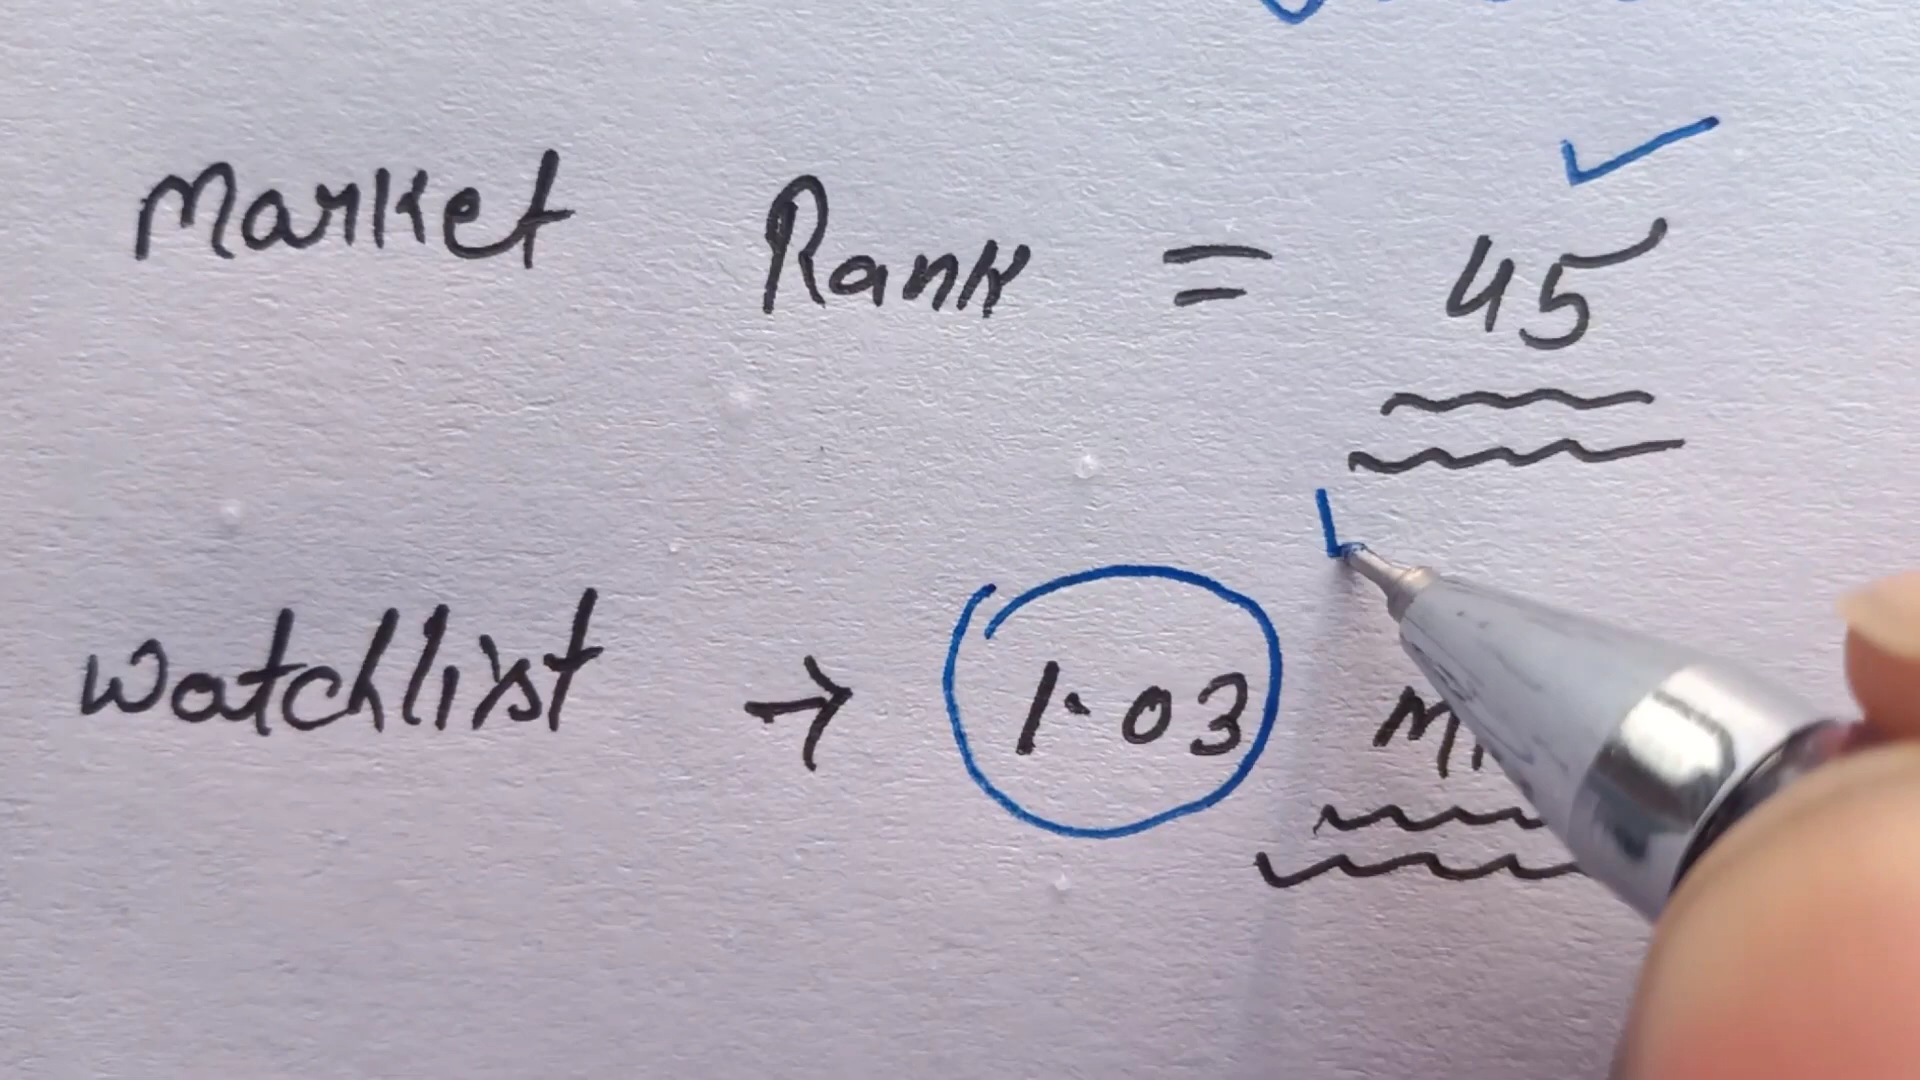 Market Rank = 45
Watchlist → 1.03